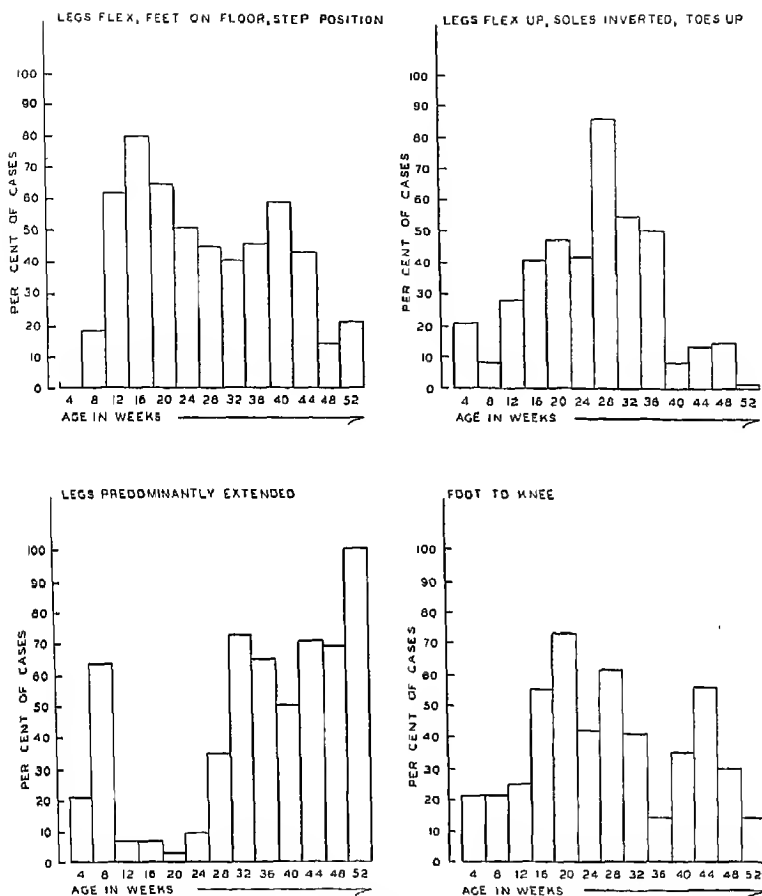 LEGS FLEX, FEET ON FLOOR, STEP POSITION
PER CENT OF CASES
100
90
80
70
60
50
40
30
20
10
0
4 8 12 16 20 24 28 32 36 40 44 48 52
AGE IN WEEKS
LEGS FLEX UP, SOLES INVERTED, TOES UP
PER CENT OF CASES
100
90
80
70
60
50
40
30
20
10
0
4 8 12 16 20 24 28 32 36 40 44 48 52
AGE IN WEEKS
LEGS PREDOMINANTLY EXTENDED
PER CENT OF CASES
100
90
80
70
60
50
40
30
20
10
0
4 8 12 16 20 24 28 32 36 40 44 48 52
AGE IN WEEKS
FOOT TO KNEE
PER CENT OF CASES
100
90
80
70
60
50
40
30
20
10
0
4 8 12 16 20 24 28 32 36 40 44 48 52
AGE IN WEEKS